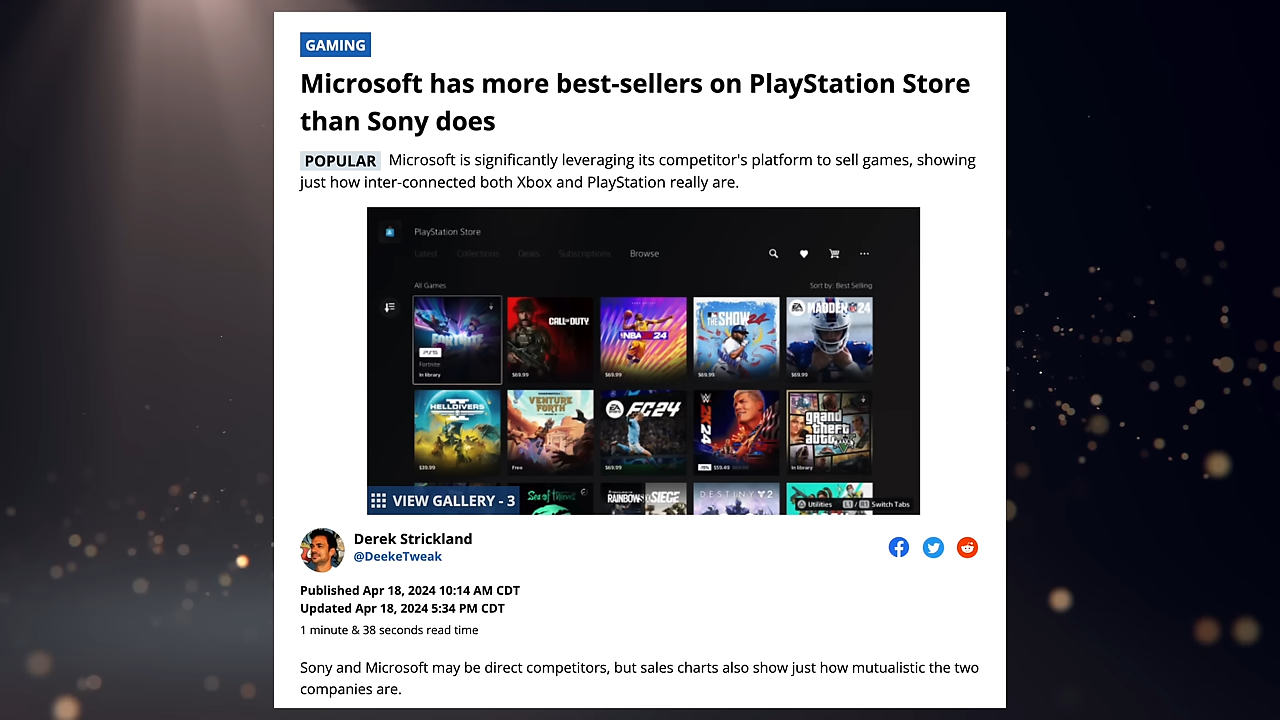 GAMING
Microsoft has more best-sellers on PlayStation Store
than Sony does
POPULAR Microsoft is significantly leveraging its competitor's platform to sell games, showing
just how inter-connected both Xbox and PlayStation really are.
PlayStation Store
Latest Collections Deals Subscriptions Browse
All Games Sort by: Best Selling
FORTNITE
CALL OF DUTY
NBA 24
THE SHOW 24
EA MADDEN 24
PS5
Fortnite
In library $69.99 $69.99 $69.99 $69.99
HELLDIVERS II
VENTURE FORTH
EA FC 24
W 2K24
grand theft auto V
$39.99 Free $69.99 In library
Sea of Thieves
RAINBOW SIEGE
DESTINY 2
Utilities L1 / R1 Switch Tabs
VIEW GALLERY - 3
Derek Strickland
@DeekeTweak
Published Apr 18, 2024 10:14 AM CDT
Updated Apr 18, 2024 5:34 PM CDT
1 minute & 38 seconds read time
Sony and Microsoft may be direct competitors, but sales charts also show just how mutualistic the two
companies are.